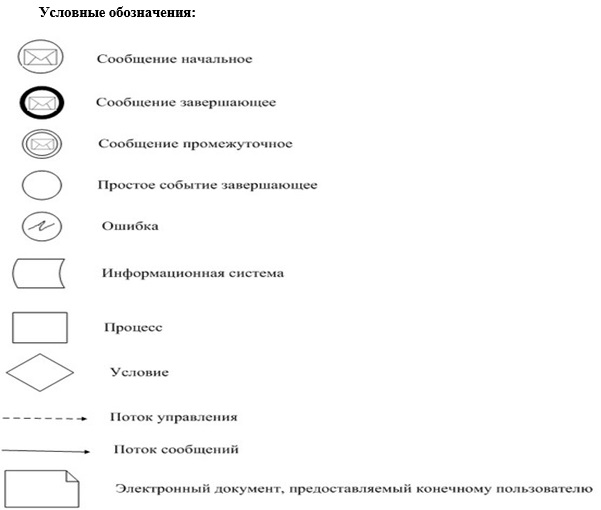 Условные обозначения:
Сообщение начальное
Сообщение завершающее
Сообщение промежуточное
Простое событие завершающее
Ошибка
Информационная система
Процесс
Условие
Поток управления
Поток сообщений
Электронный документ, предоставляемый конечному пользователю